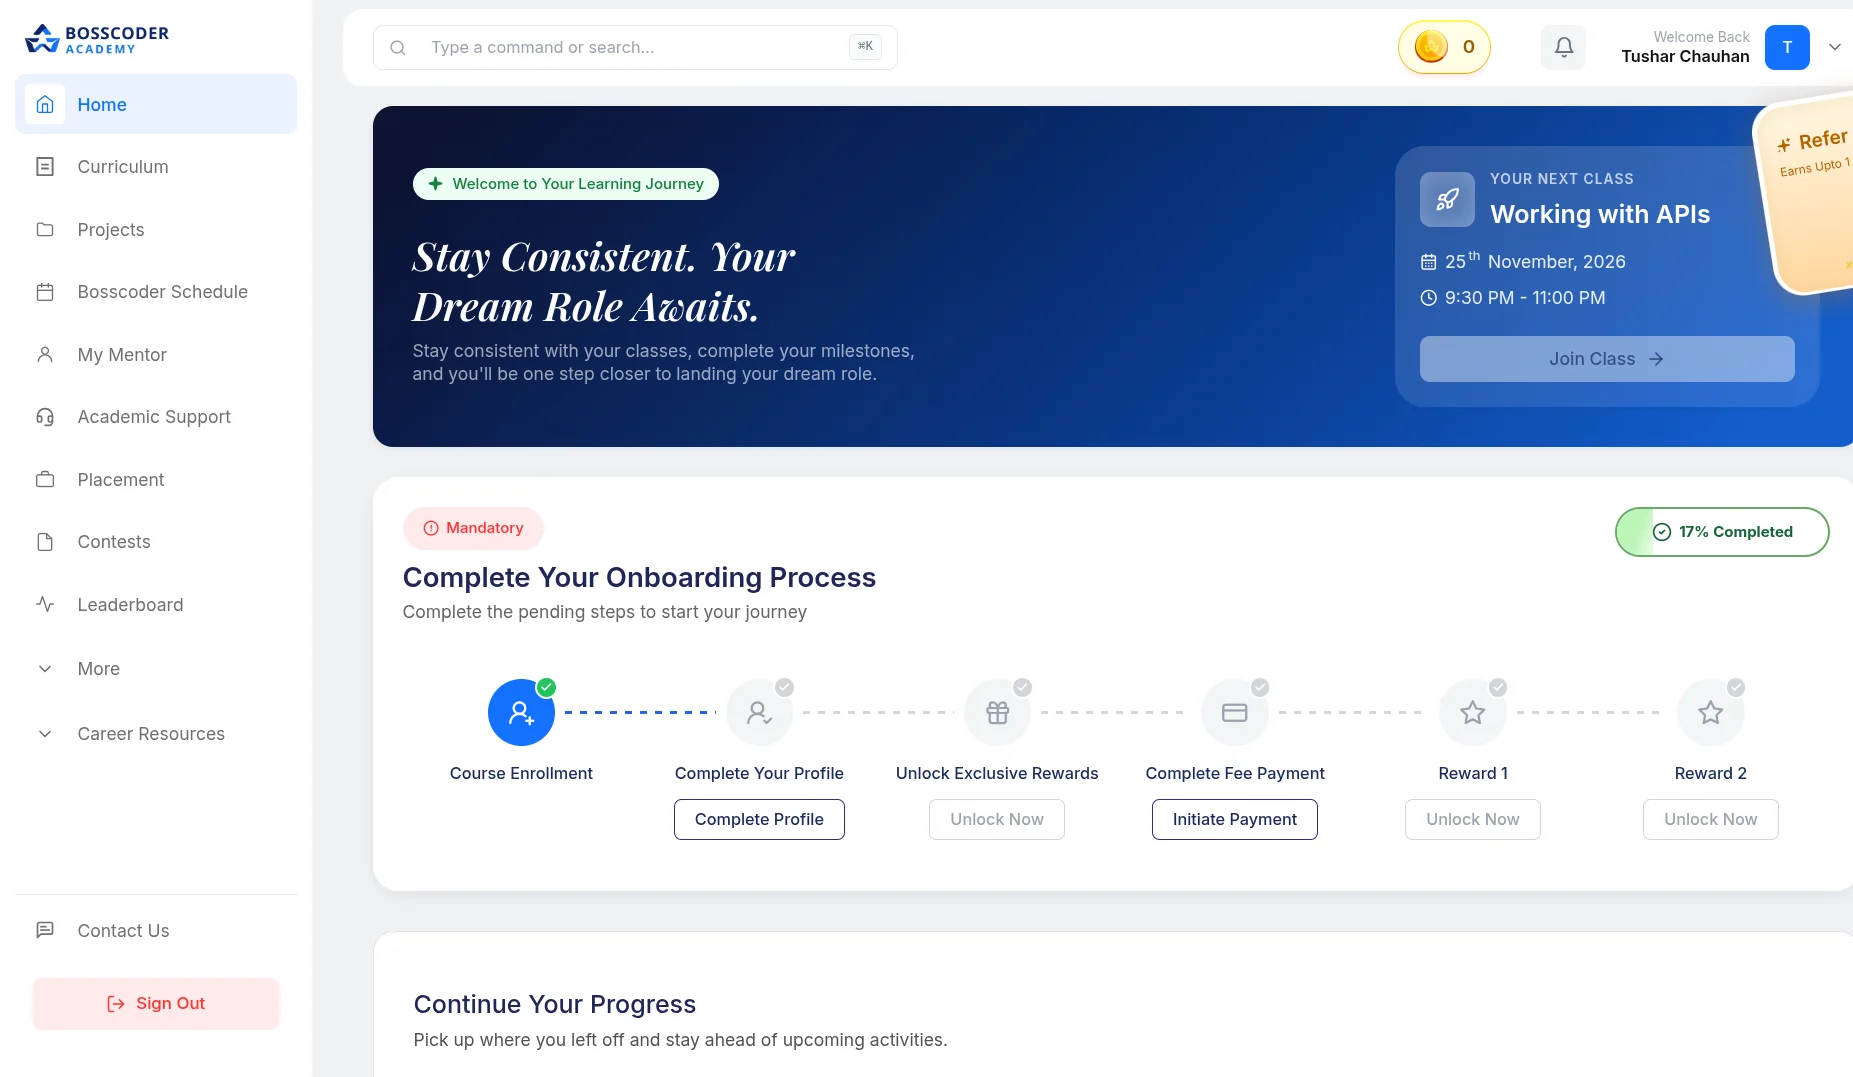 BOSSCODER
ACADEMY
Home
Curriculum
Projects
Bosscoder Schedule
My Mentor
Academic Support
Placement
Contests
Leaderboard
More
Career Resources
Contact Us
Sign Out
Type a command or search...
⌘K
0
Welcome Back
Tushar Chauhan
T
Welcome to Your Learning Journey
Stay Consistent. Your
Dream Role Awaits.
Stay consistent with your classes, complete your milestones,
and you'll be one step closer to landing your dream role.
YOUR NEXT CLASS
Working with APIs
25th November, 2026
9:30 PM - 11:00 PM
Join Class
Refer
Earns Upto 1
Mandatory
17% Completed
Complete Your Onboarding Process
Complete the pending steps to start your journey
Course Enrollment
Complete Your Profile
Unlock Exclusive Rewards
Complete Fee Payment
Reward 1
Reward 2
Complete Profile
Unlock Now
Initiate Payment
Unlock Now
Unlock Now
Continue Your Progress
Pick up where you left off and stay ahead of upcoming activities.